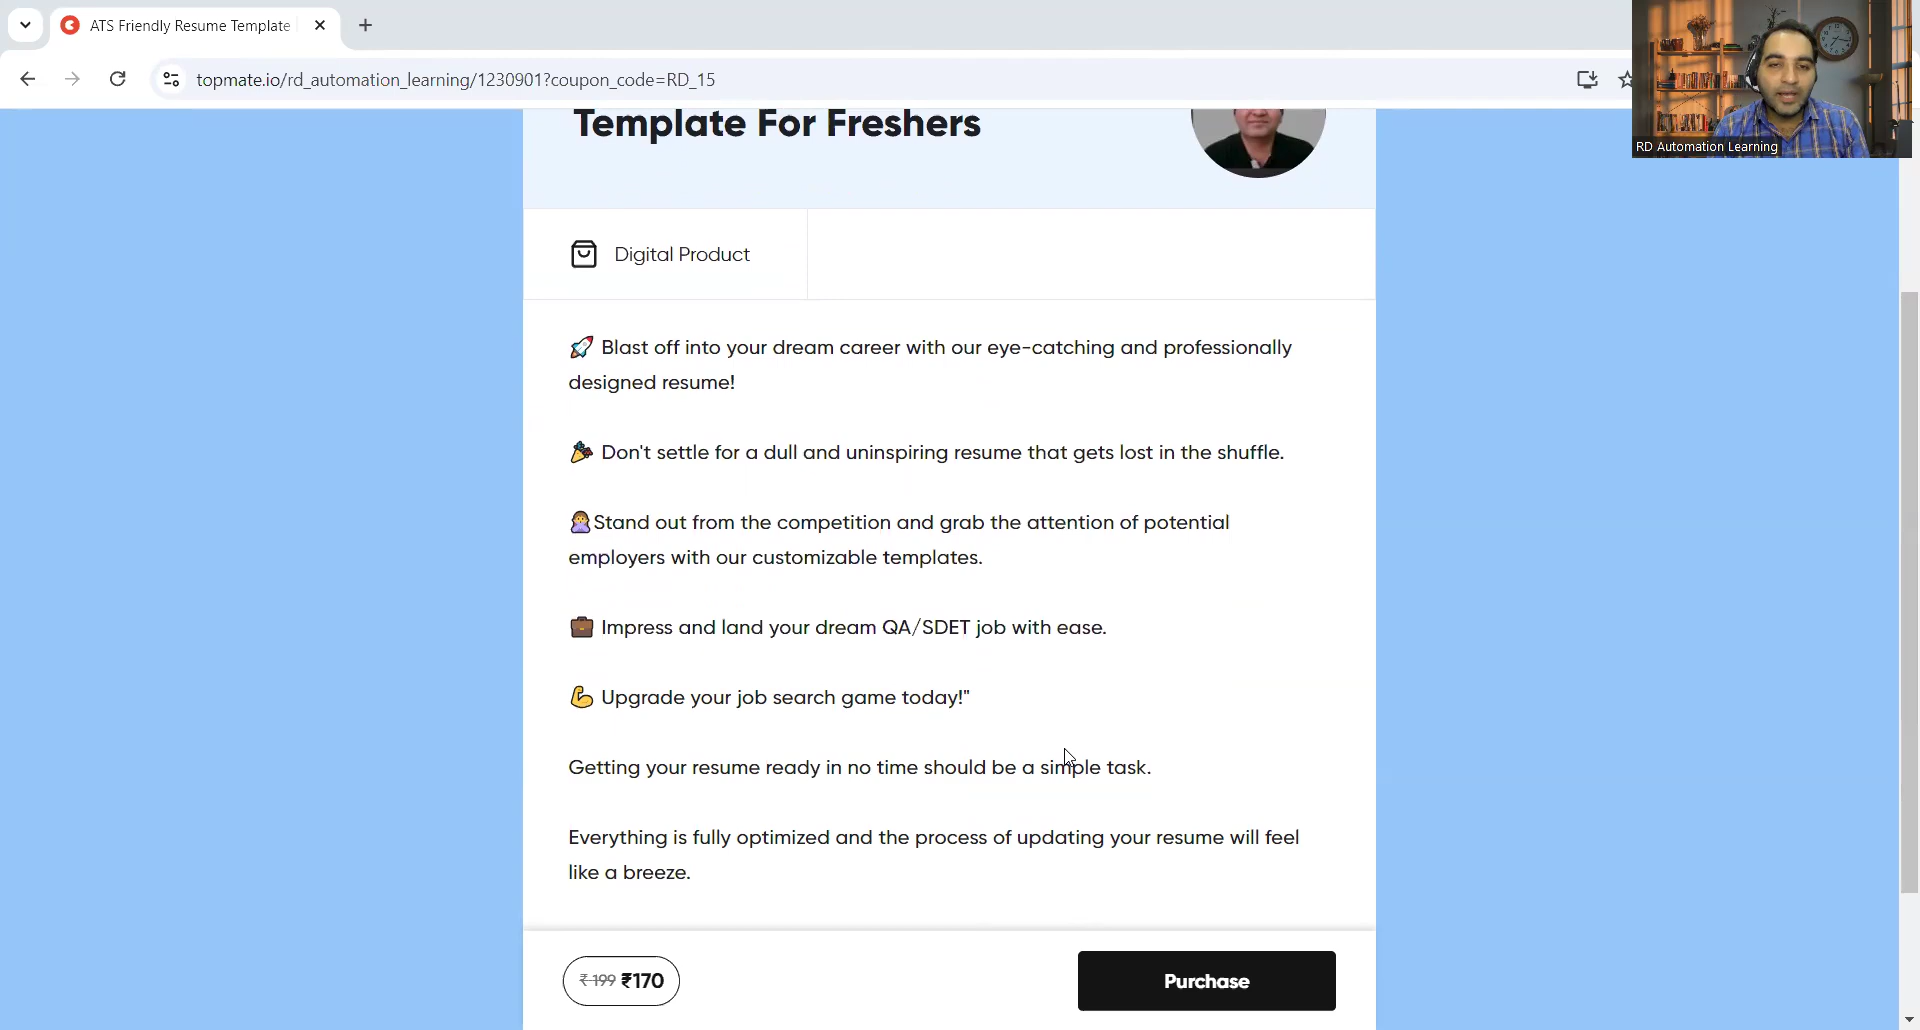 ATS Friendly Resume Template
topmate.io/rd_automation_learning/1230901?coupon_code=RD_15
RD Automation Learning
Template For Freshers
Digital Product
🚀 Blast off into your dream career with our eye-catching and professionally
designed resume!
🎉 Don't settle for a dull and uninspiring resume that gets lost in the shuffle.
🙎Stand out from the competition and grab the attention of potential
employers with our customizable templates.
💼 Impress and land your dream QA/SDET job with ease.
💪 Upgrade your job search game today!"
Getting your resume ready in no time should be a simple task.
Everything is fully optimized and the process of updating your resume will feel
like a breeze.
₹ 199 ₹170
Purchase